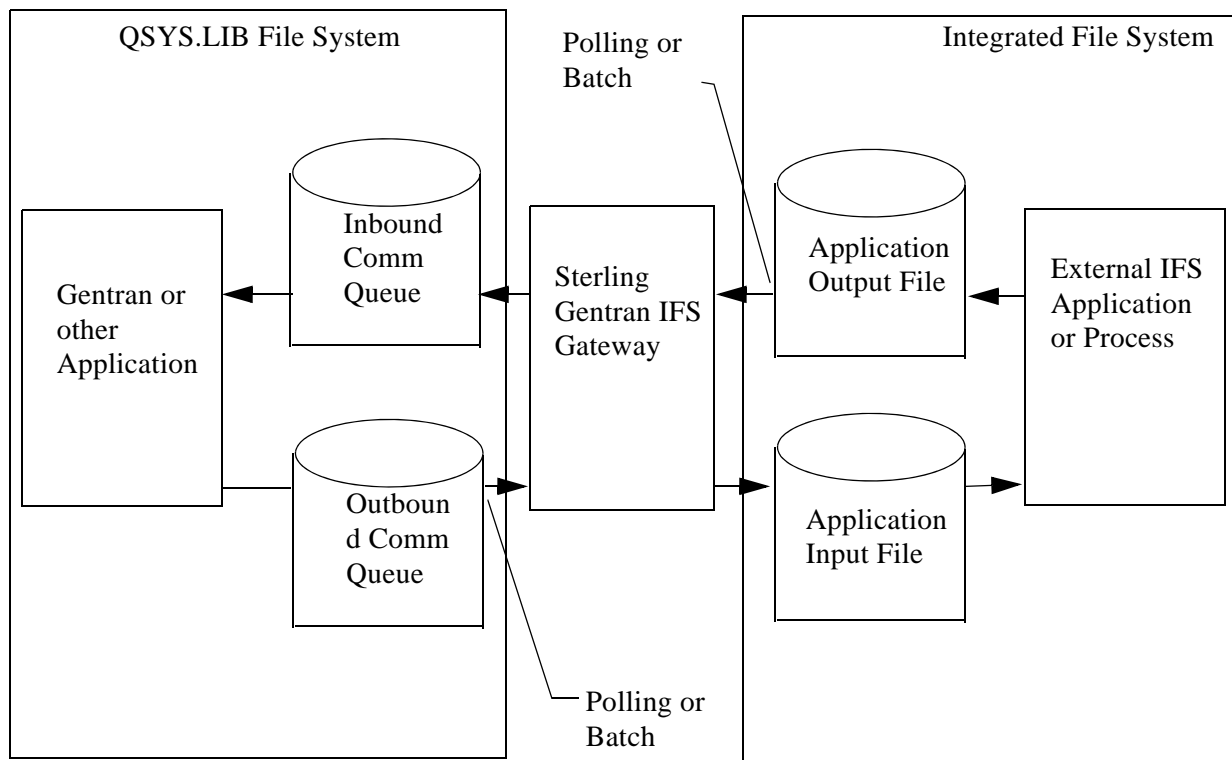 QSYS.LIB File System
Polling or
Batch
Integrated File System
Inbound
Comm
Queue
Application
Output File
Gentran or
other
Application
Sterling
Gentran IFS
Gateway
External IFS
Application
or Process
Outboun
d Comm
Queue
Application
Input File
Polling or
Batch